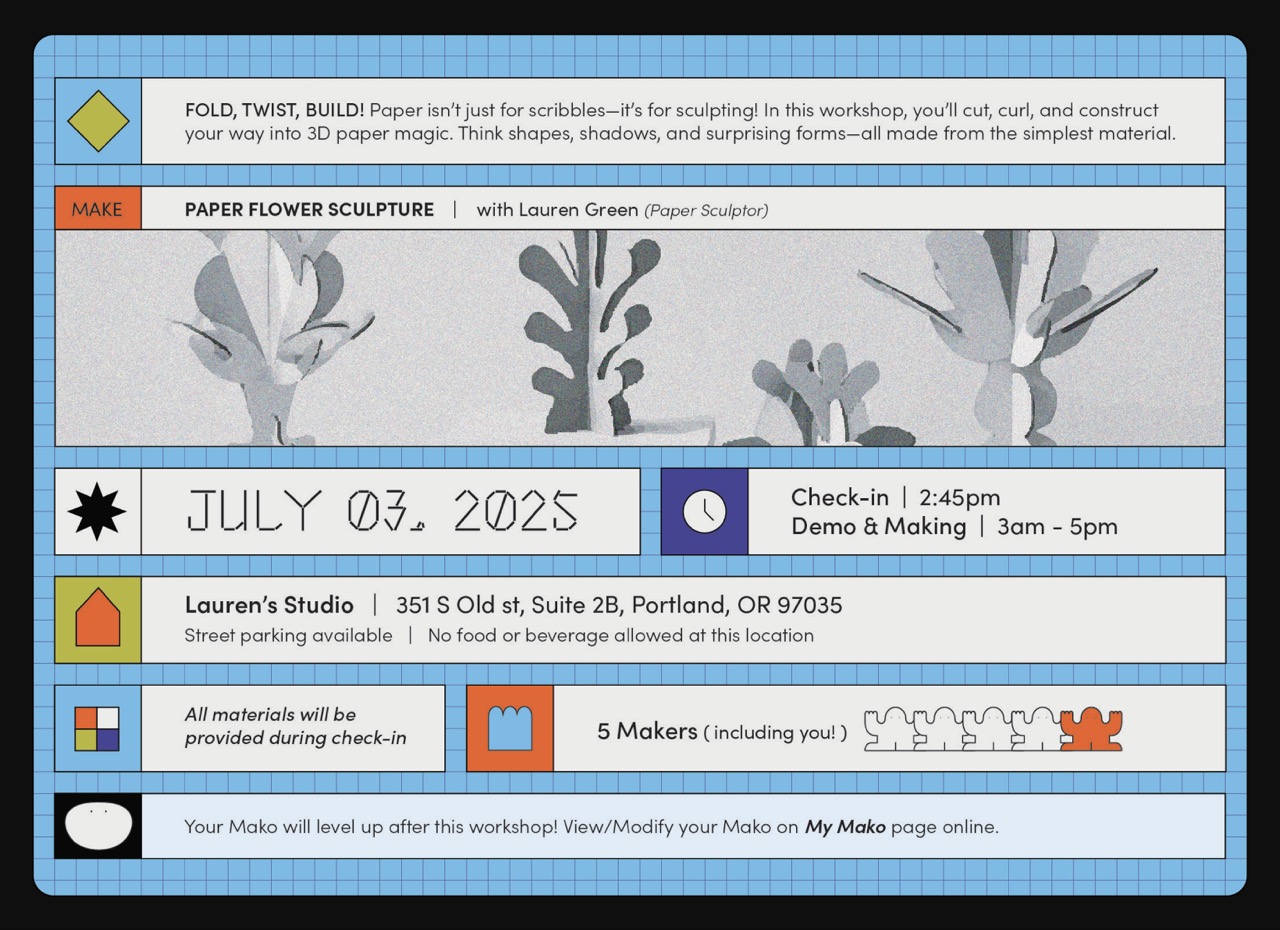 FOLD, TWIST, BUILD! Paper isn't just for scribbles—it's for sculpting! In this workshop, you'll cut, curl, and construct
your way into 3D paper magic. Think shapes, shadows, and surprising forms—all made from the simplest material.
MAKE
PAPER FLOWER SCULPTURE | with Lauren Green (Paper Sculptor)
JULY 03. 2025
Check-in | 2:45pm
Demo & Making | 3am - 5pm
Lauren's Studio | 351 S Old st, Suite 2B, Portland, OR 97035
Street parking available | No food or beverage allowed at this location
All materials will be
provided during check-in
5 Makers ( including you! )
Your Mako will level up after this workshop! View/Modify your Mako on My Mako page online.